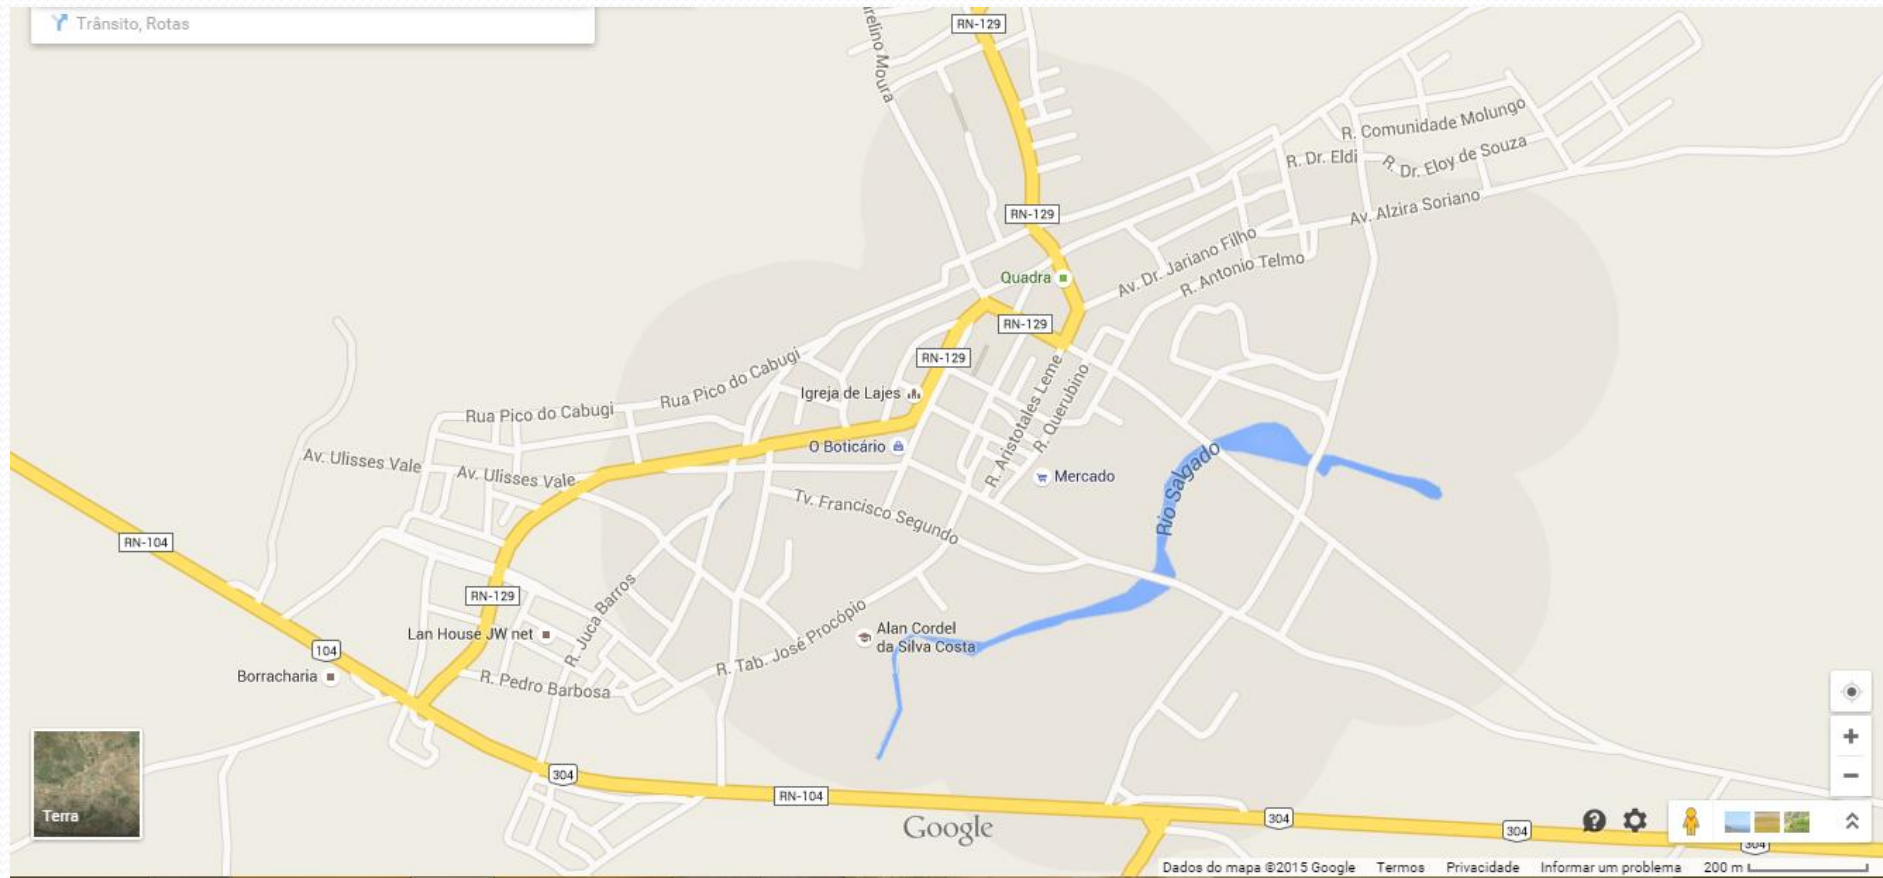 Trânsito, Rotas
RN-129
relino Moura
R. Comunidade Molungo
R. Dr. Eldi
R. Dr. Eloy de Souza
Av. Alzira Soriano
RN-129
Av. Dr. Jariano Filho
R. Antonio Telmo
Quadra
RN-129
RN-129
Rua Pico do Cabugi
Rua Pico do Cabugi
Igreja de Lajes
R. Aristotales Leme
R. Querubino
O Boticário
Av. Ulisses Vale
Av. Ulisses Vale
Mercado
Rio Salgado
Tv. Francisco Segundo
RN-104
RN-129
R. Juca Barros
Lan House JW net
R. Tab. José Procópio
Alan Cordel
da Silva Costa
104
Borracharia
R. Pedro Barbosa
304
RN-104
304
304
304
Terra
Google
Dados do mapa ©2015 Google Termos Privacidade Informar um problema 200 m